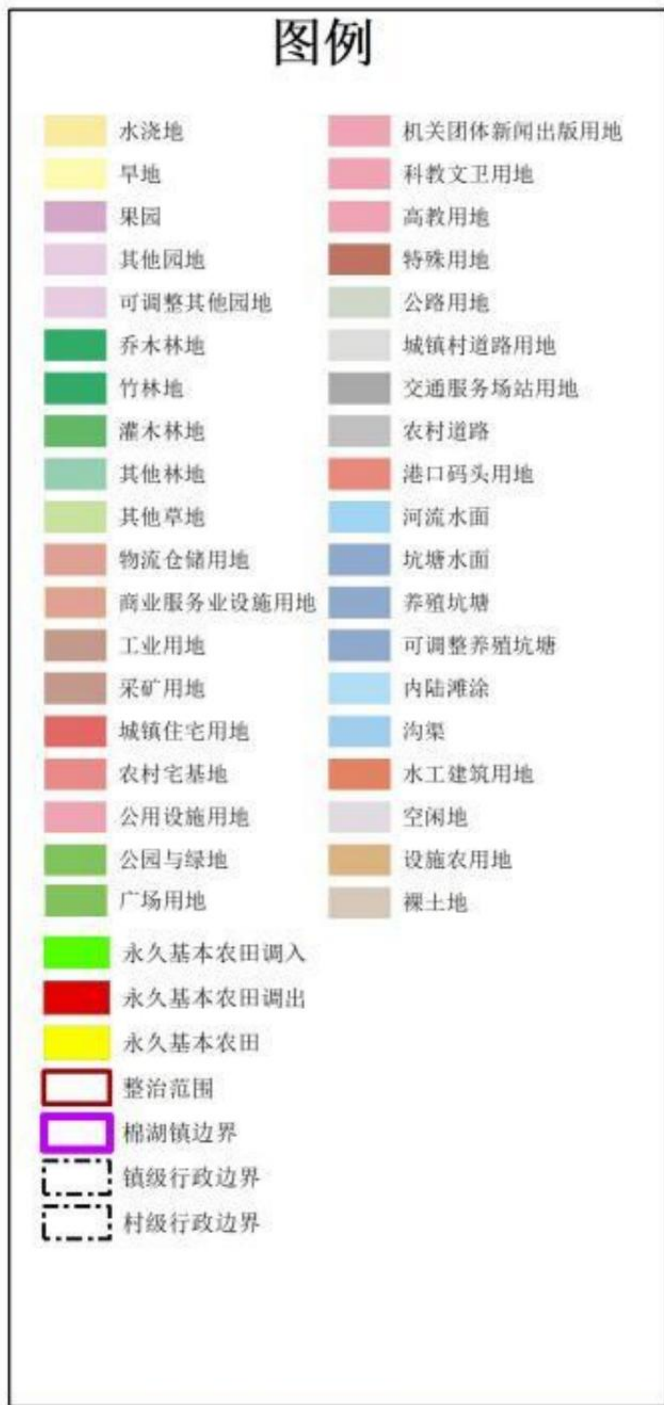 图例
水浇地
旱地
果园
其他园地
可调整其他园地
乔木林地
竹林地
灌木林地
其他林地
其他草地
物流仓储用地
商业服务业设施用地
工业用地
采矿用地
城镇住宅用地
农村宅基地
公用设施用地
公园与绿地
广场用地
机关团体新闻出版用地
科教文卫用地
高教用地
特殊用地
公路用地
城镇村道路用地
交通服务场站用地
农村道路
港口码头用地
河流水面
坑塘水面
养殖坑塘
可调整养殖坑塘
内陆滩涂
沟渠
水工建筑用地
空闲地
设施农用地
裸土地
永久基本农田调入
永久基本农田调出
永久基本农田
整治范围
棉湖镇边界
镇级行政边界
村级行政边界